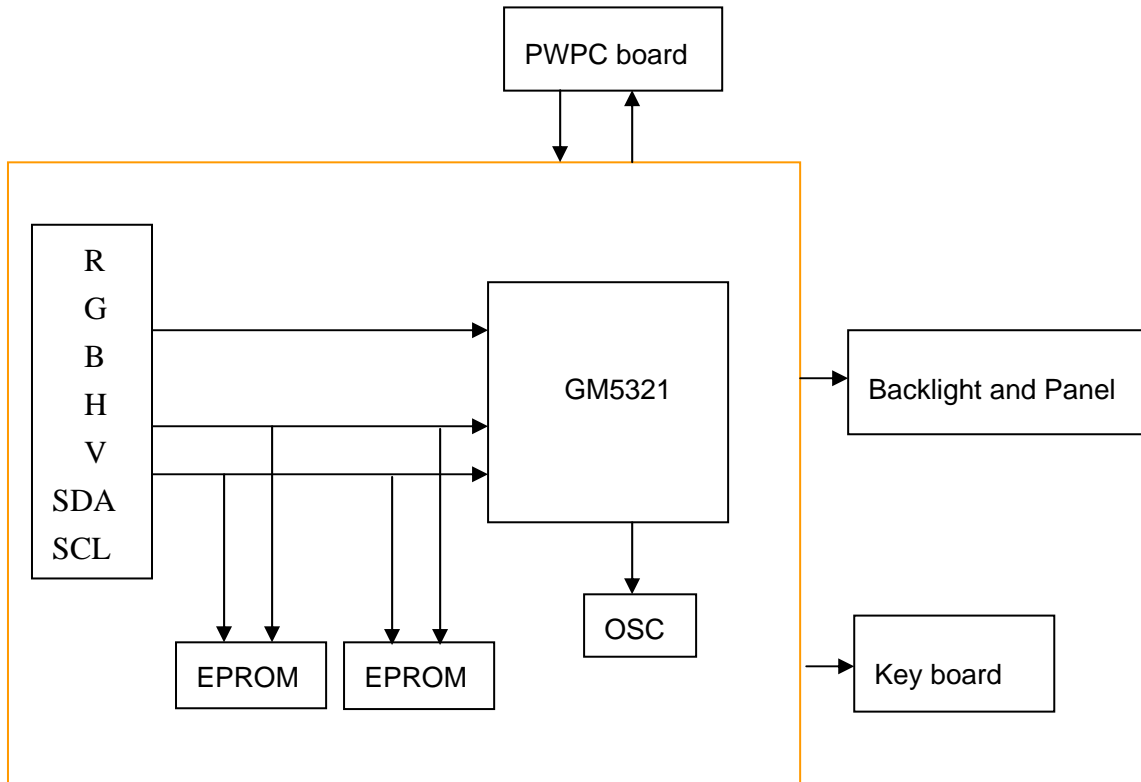 PWPC board
R
G
B
H
V
SDA
SCL
GM5321
Backlight and Panel
OSC
EPROM
EPROM
Key board